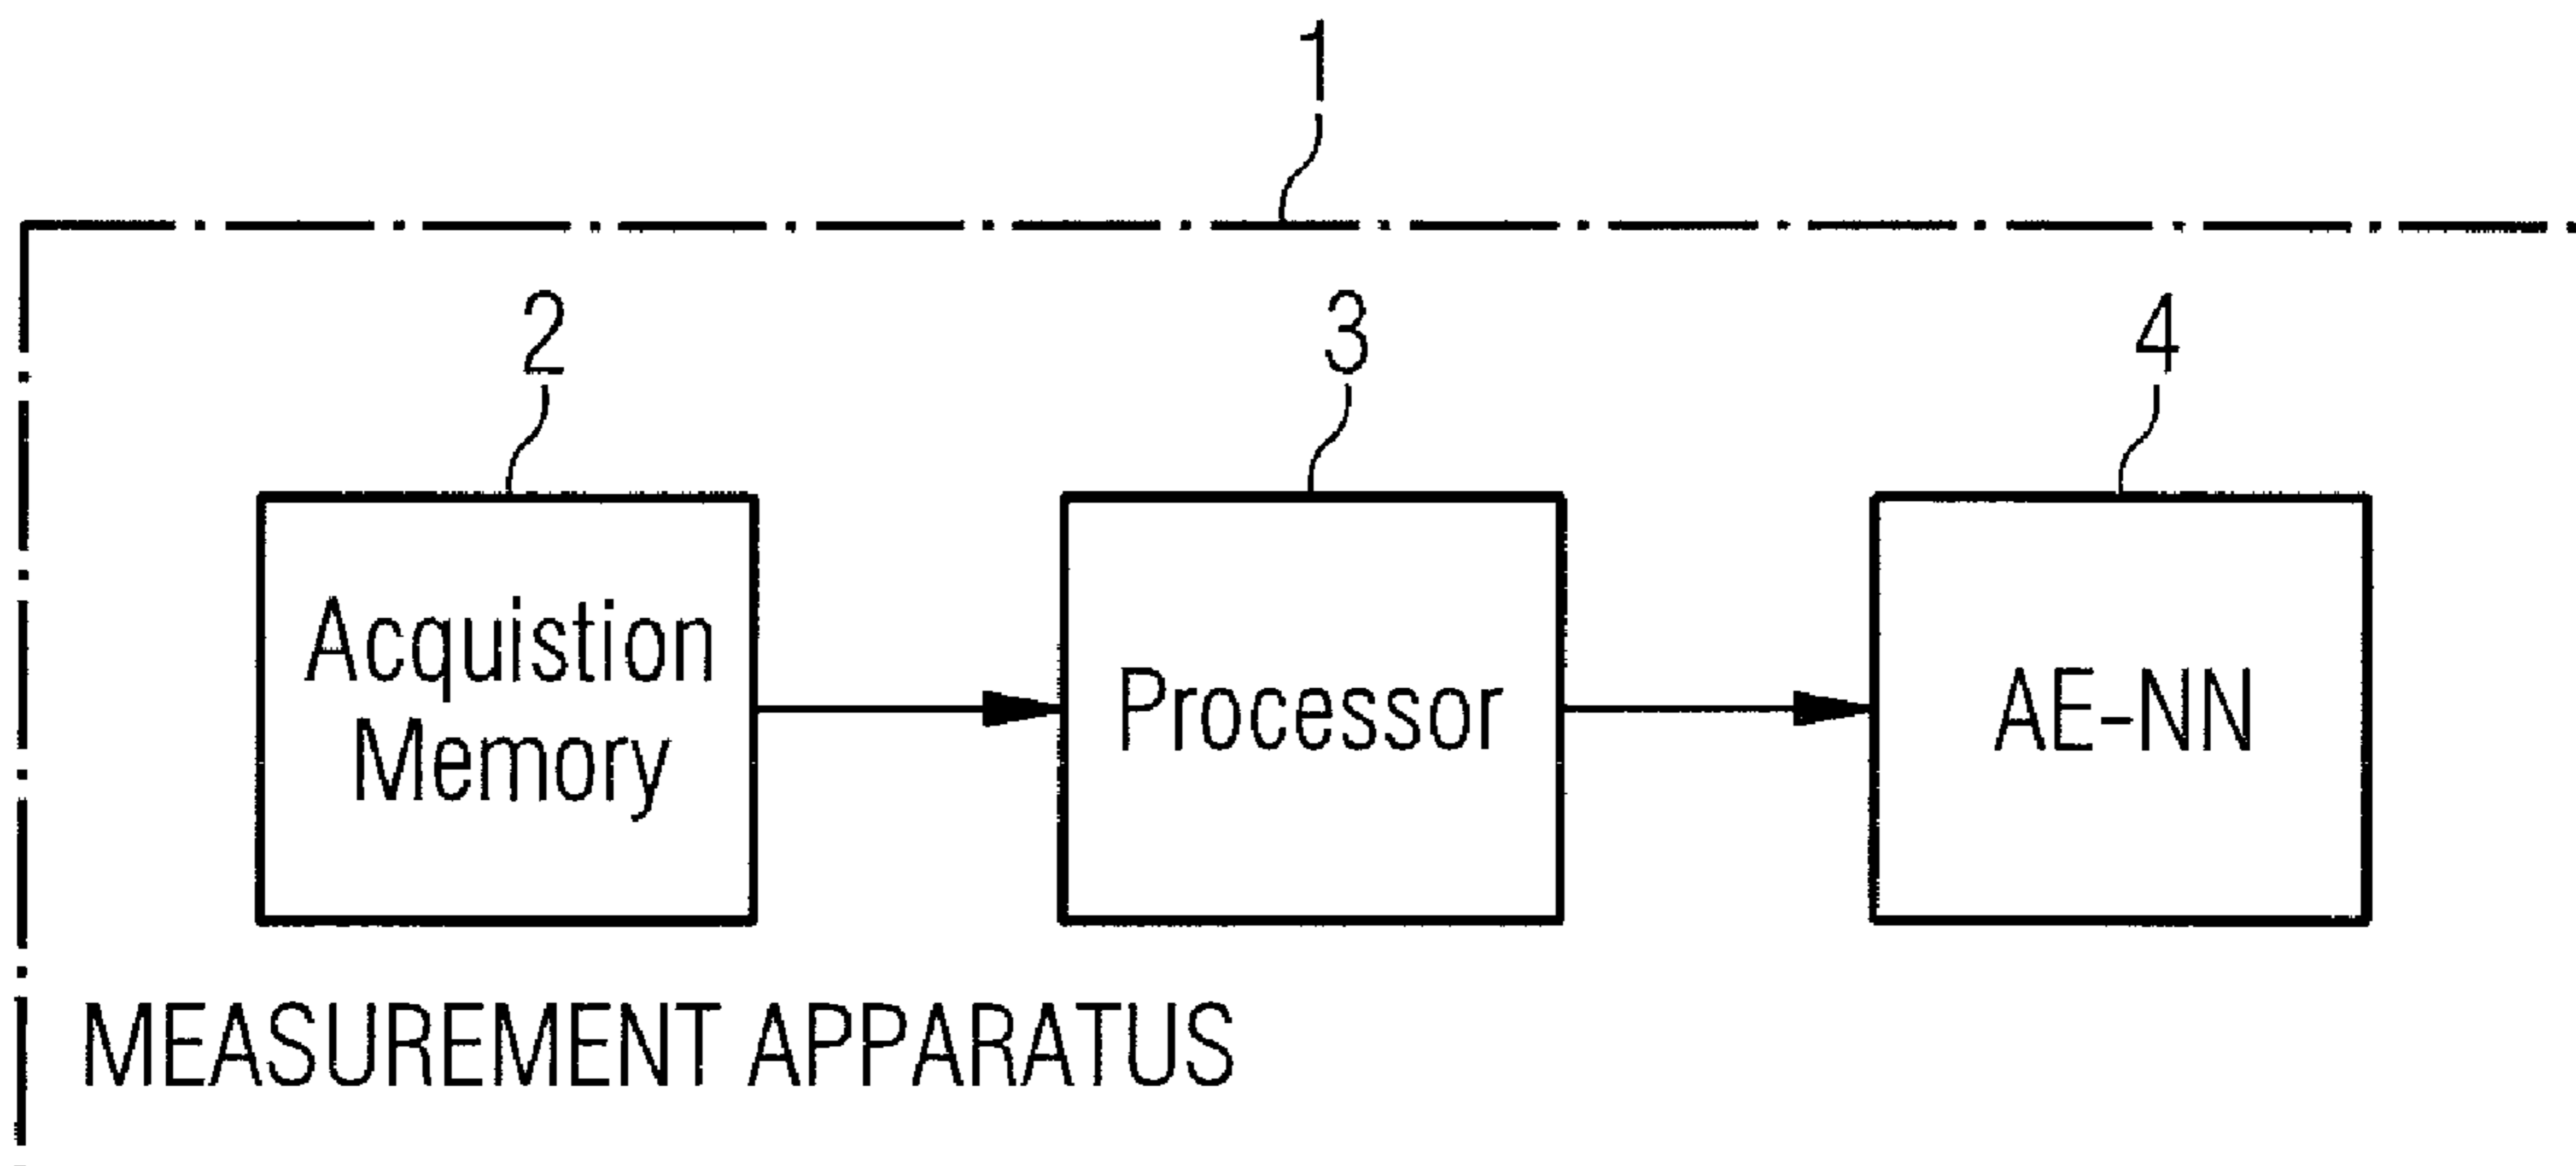 1
2
3
4
Acquistion
Memory
Processor
AE-NN
MEASUREMENT APPARATUS